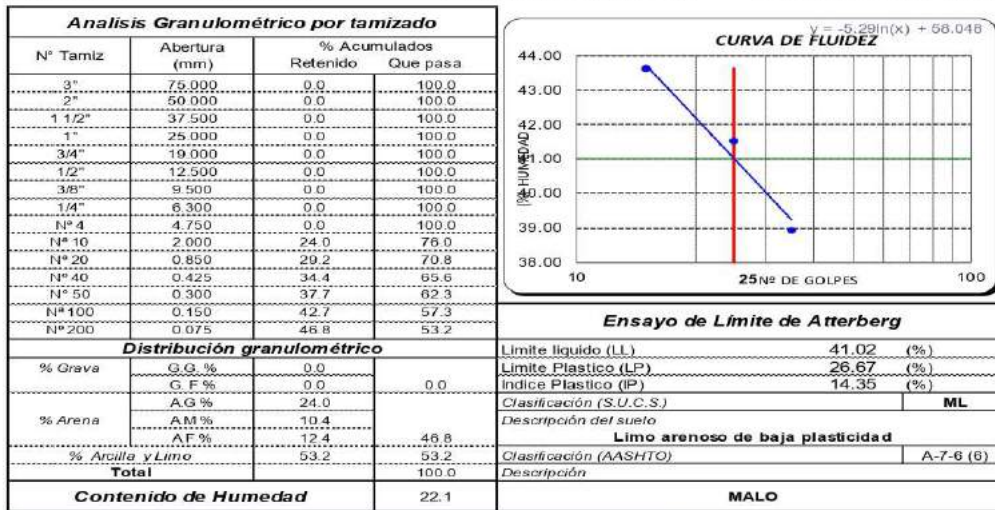 Analisis Granulométrico por tamizado
N° Tamiz Abertura (mm) % Acumulados
Retenido Que pasa
3" 75.000 0.0 100.0
2" 50.000 0.0 100.0
1 1/2" 37.500 0.0 100.0
1" 25.000 0.0 100.0
3/4" 19.000 0.0 100.0
1/2" 12.500 0.0 100.0
3/8" 9.500 0.0 100.0
1/4" 6.300 0.0 100.0
Nº 4 4.750 0.0 100.0
Nª 10 2.000 24.0 76.0
Nª 20 0.850 29.2 70.8
Nº 40 0.425 34.4 65.6
N° 50 0.300 37.7 62.3
Nª 100 0.150 42.7 57.3
Nº 200 0.075 46.8 53.2
Distribución granulométrico
% Grava G.G. % 0.0
G. F % 0.0 0.0
% Arena A.G % 24.0
A.M % 10.4
A.F % 12.4 46.8
% Arcilla y Limo 53.2 53.2
Total 100.0
Contenido de Humedad 22.1
y = -5.29ln(x) + 58.048
CURVA DE FLUIDEZ
44.00
43.00
42.00
41.00
40.00
39.00
38.00
(%) HUMEDAD
10 25 Nº DE GOLPES 100
Ensayo de Límite de Atterberg
Limite liquido (LL) 41.02 (%)
Limite Plastico (LP) 26.67 (%)
Indice Plastico (IP) 14.35 (%)
Clasificación (S.U.C.S.) ML
Descripción del suelo
Limo arenoso de baja plasticidad
Clasificación (AASHTO) A-7-6 (6)
Descripción
MALO